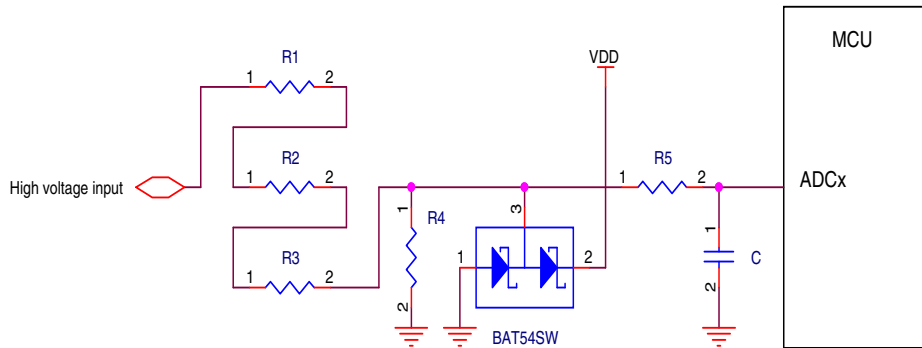 MCU
R1
1 2
VDD
R2
1 2
R5
1 2
High voltage input
ADCx
1
R4
2
3
1 2
BAT54SW
R3
1 2
1
C
2